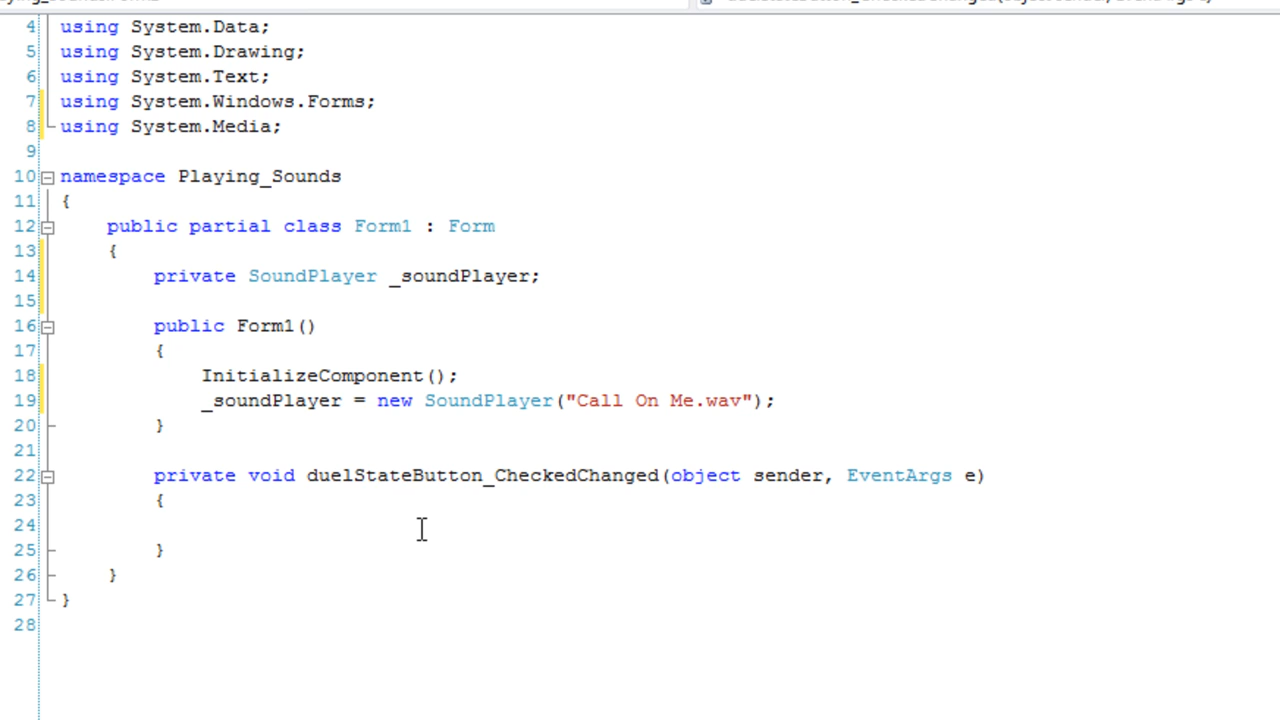 4 using System.Data;
5 using System.Drawing;
6 using System.Text;
7 using System.Windows.Forms;
8 using System.Media;
9
10 namespace Playing_Sounds
11 {
12 public partial class Form1 : Form
13 {
14 private SoundPlayer _soundPlayer;
15
16 public Form1()
17 {
18 InitializeComponent();
19 _soundPlayer = new SoundPlayer("Call On Me.wav");
20 }
21
22 private void duelStateButton_CheckedChanged(object sender, EventArgs e)
23 {
24
25 }
26 }
27 }
28